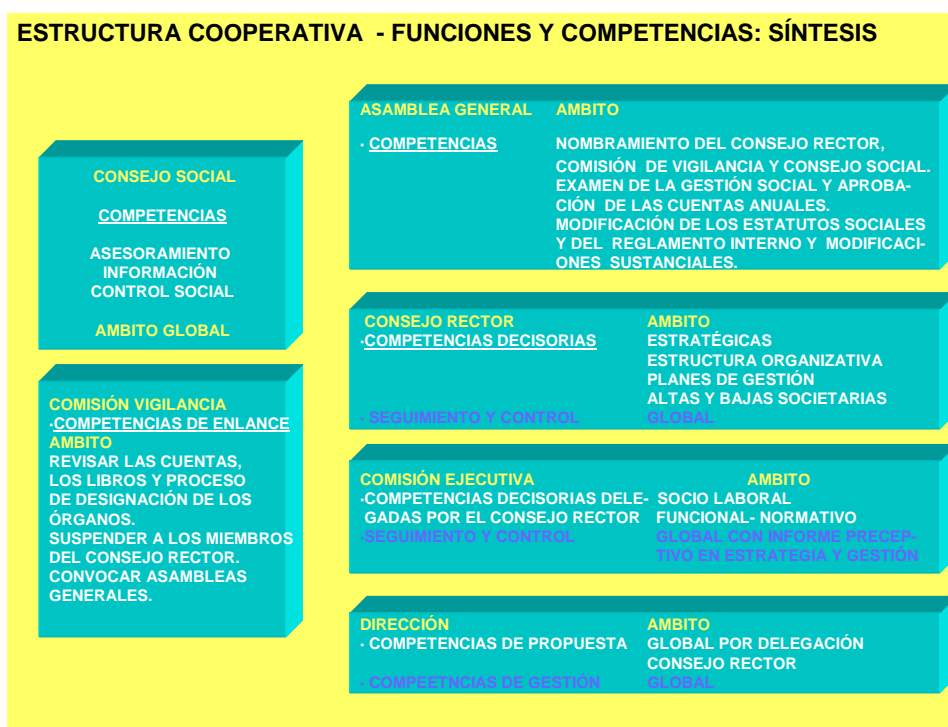 ESTRUCTURA COOPERATIVA - FUNCIONES Y COMPETENCIAS: SÍNTESIS
CONSEJO SOCIAL
COMPETENCIAS
ASESORAMIENTO
INFORMACIÓN
CONTROL SOCIAL
AMBITO GLOBAL
COMISIÓN VIGILANCIA
·COMPETENCIAS DE ENLANCE
AMBITO
REVISAR LAS CUENTAS,
LOS LIBROS Y PROCESO
DE DESIGNACIÓN DE LOS
ÓRGANOS.
SUSPENDER A LOS MIEMBROS
DEL CONSEJO RECTOR.
CONVOCAR ASAMBLEAS
GENERALES.
ASAMBLEA GENERAL AMBITO
· COMPETENCIAS NOMBRAMIENTO DEL CONSEJO RECTOR,
COMISIÓN DE VIGILANCIA Y CONSEJO SOCIAL.
EXAMEN DE LA GESTIÓN SOCIAL Y APROBA-
CIÓN DE LAS CUENTAS ANUALES.
MODIFICACIÓN DE LOS ESTATUTOS SOCIALES
Y DEL REGLAMENTO INTERNO Y MODIFICACI-
ONES SUSTANCIALES.
CONSEJO RECTOR AMBITO
·COMPETENCIAS DECISORIAS ESTRATÉGICAS
ESTRUCTURA ORGANIZATIVA
PLANES DE GESTIÓN
ALTAS Y BAJAS SOCIETARIAS
· SEGUIMIENTO Y CONTROL GLOBAL
COMISIÓN EJECUTIVA AMBITO
·COMPETENCIAS DECISORIAS DELE- SOCIO LABORAL
GADAS POR EL CONSEJO RECTOR FUNCIONAL- NORMATIVO
·SEGUIMIENTO Y CONTROL GLOBAL CON INFORME PRECEP-
TIVO EN ESTRATEGIA Y GESTIÓN
DIRECCIÓN AMBITO
· COMPETENCIAS DE PROPUESTA GLOBAL POR DELEGACIÓN
CONSEJO RECTOR
· COMPEETNCIAS DE GESTIÓN GLOBAL